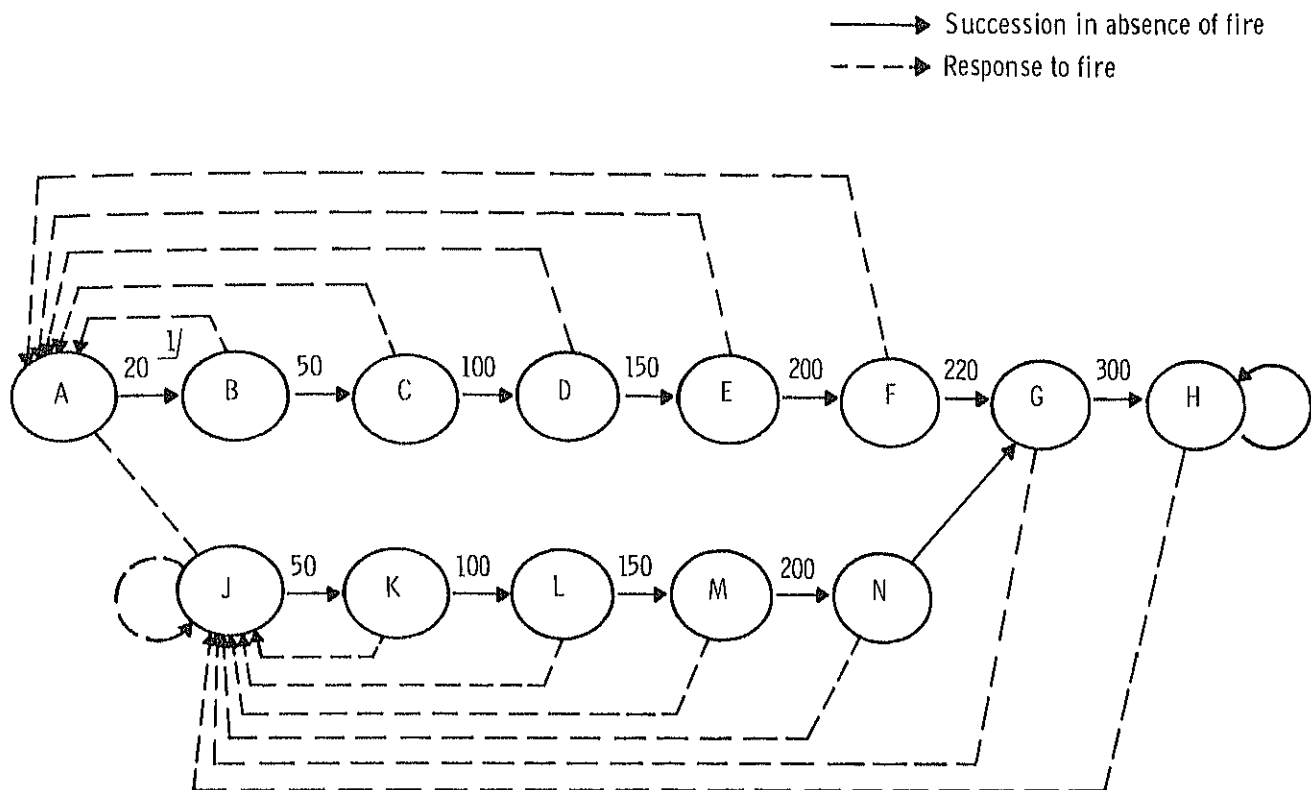 Succession in absence of fire
Response to fire
A 20 1/ B 50 C 100 D 150 E 200 F 220 G 300 H
J 50 K 100 L 150 M 200 N